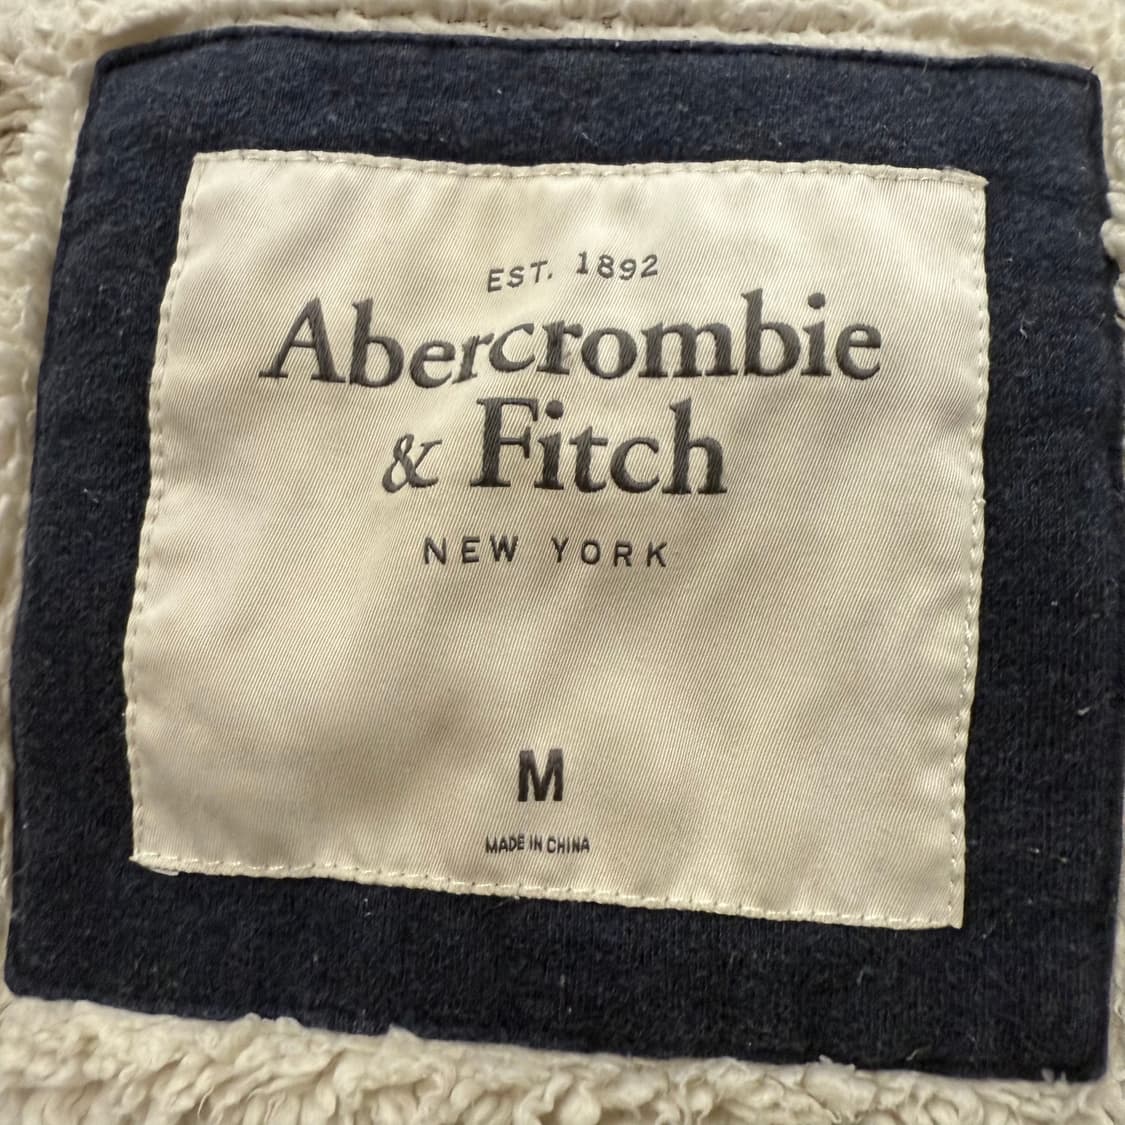 EST. 1892
Abercrombie
& Fitch
NEW YORK
M
MADE IN CHINA